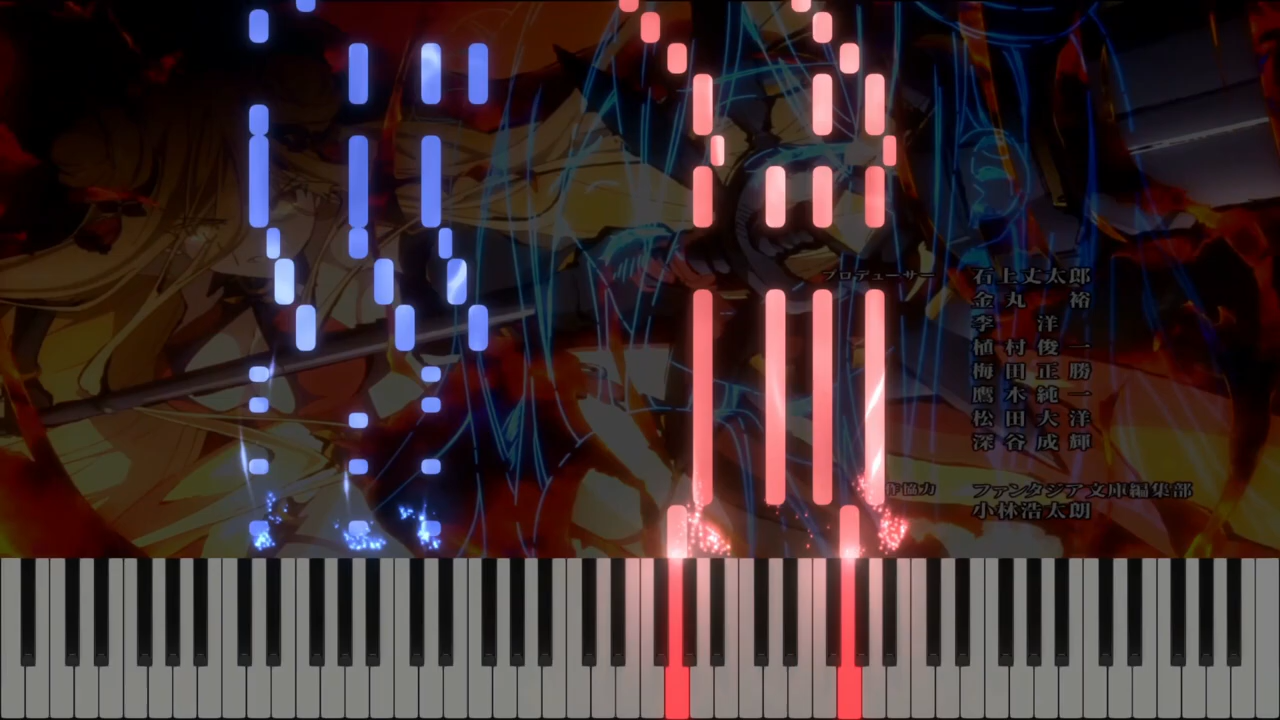 プロデューサー
石上丈太郎
金丸 裕
李 洋
植村俊一
梅田正勝
鷹木純一
松田大洋
深谷成輝
作協力
ファンタジア文庫編集部
小林浩太朗